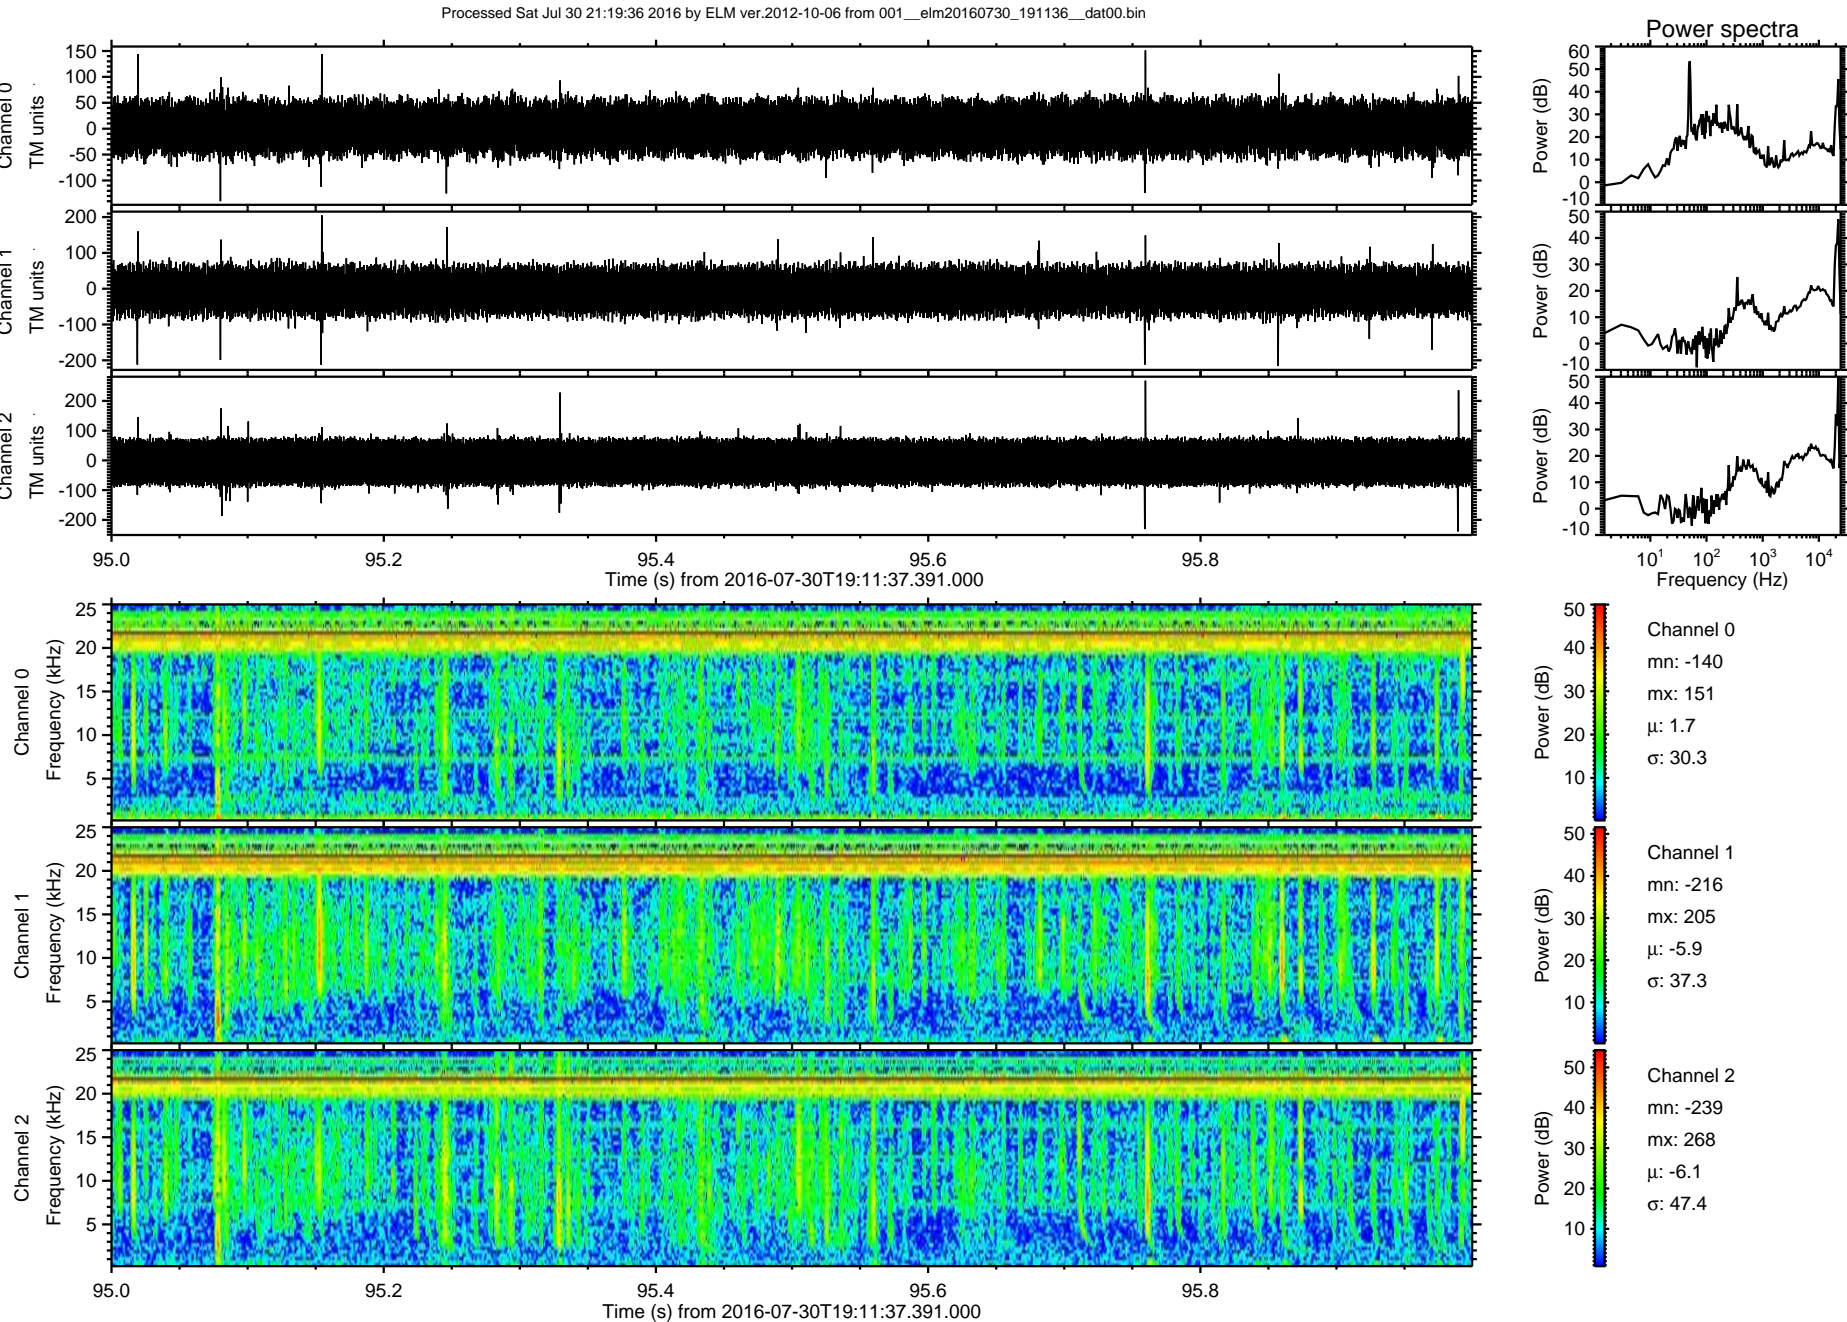 Processed Sat Jul 30 21:19:36 2016 by ELM ver.2012-10-06 from 001__elm20160730_191136__dat00.bin
Power spectra
Channel 0
TM units
150
100
50
0
-50
-100
Power (dB)
60
50
40
30
20
10
0
-10
Channel 1
TM units
200
100
0
-100
-200
Power (dB)
50
40
30
20
10
0
-10
Channel 2
TM units
200
100
0
-100
-200
Power (dB)
50
40
30
20
10
0
-10
95.0 95.2 95.4 95.6 95.8
Time (s) from 2016-07-30T19:11:37.391.000
10¹ 10² 10³ 10⁴
Frequency (Hz)
Channel 0
Frequency (kHz)
25
20
15
10
5
Power (dB)
50
40
30
20
10
Channel 0
mn: -140
mx: 151
μ: 1.7
σ: 30.3
Channel 1
Frequency (kHz)
25
20
15
10
5
Power (dB)
50
40
30
20
10
Channel 1
mn: -216
mx: 205
μ: -5.9
σ: 37.3
Channel 2
Frequency (kHz)
25
20
15
10
5
Power (dB)
50
40
30
20
10
Channel 2
mn: -239
mx: 268
μ: -6.1
σ: 47.4
95.0 95.2 95.4 95.6 95.8
Time (s) from 2016-07-30T19:11:37.391.000